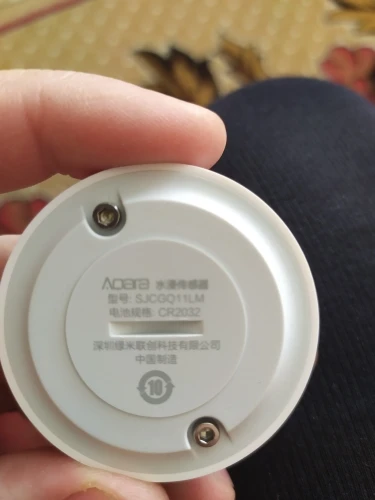 Aqara 水浸传感器
型号: SJCGQ11LM
电池规格: CR2032
深圳绿米联创科技有限公司
中国制造
10